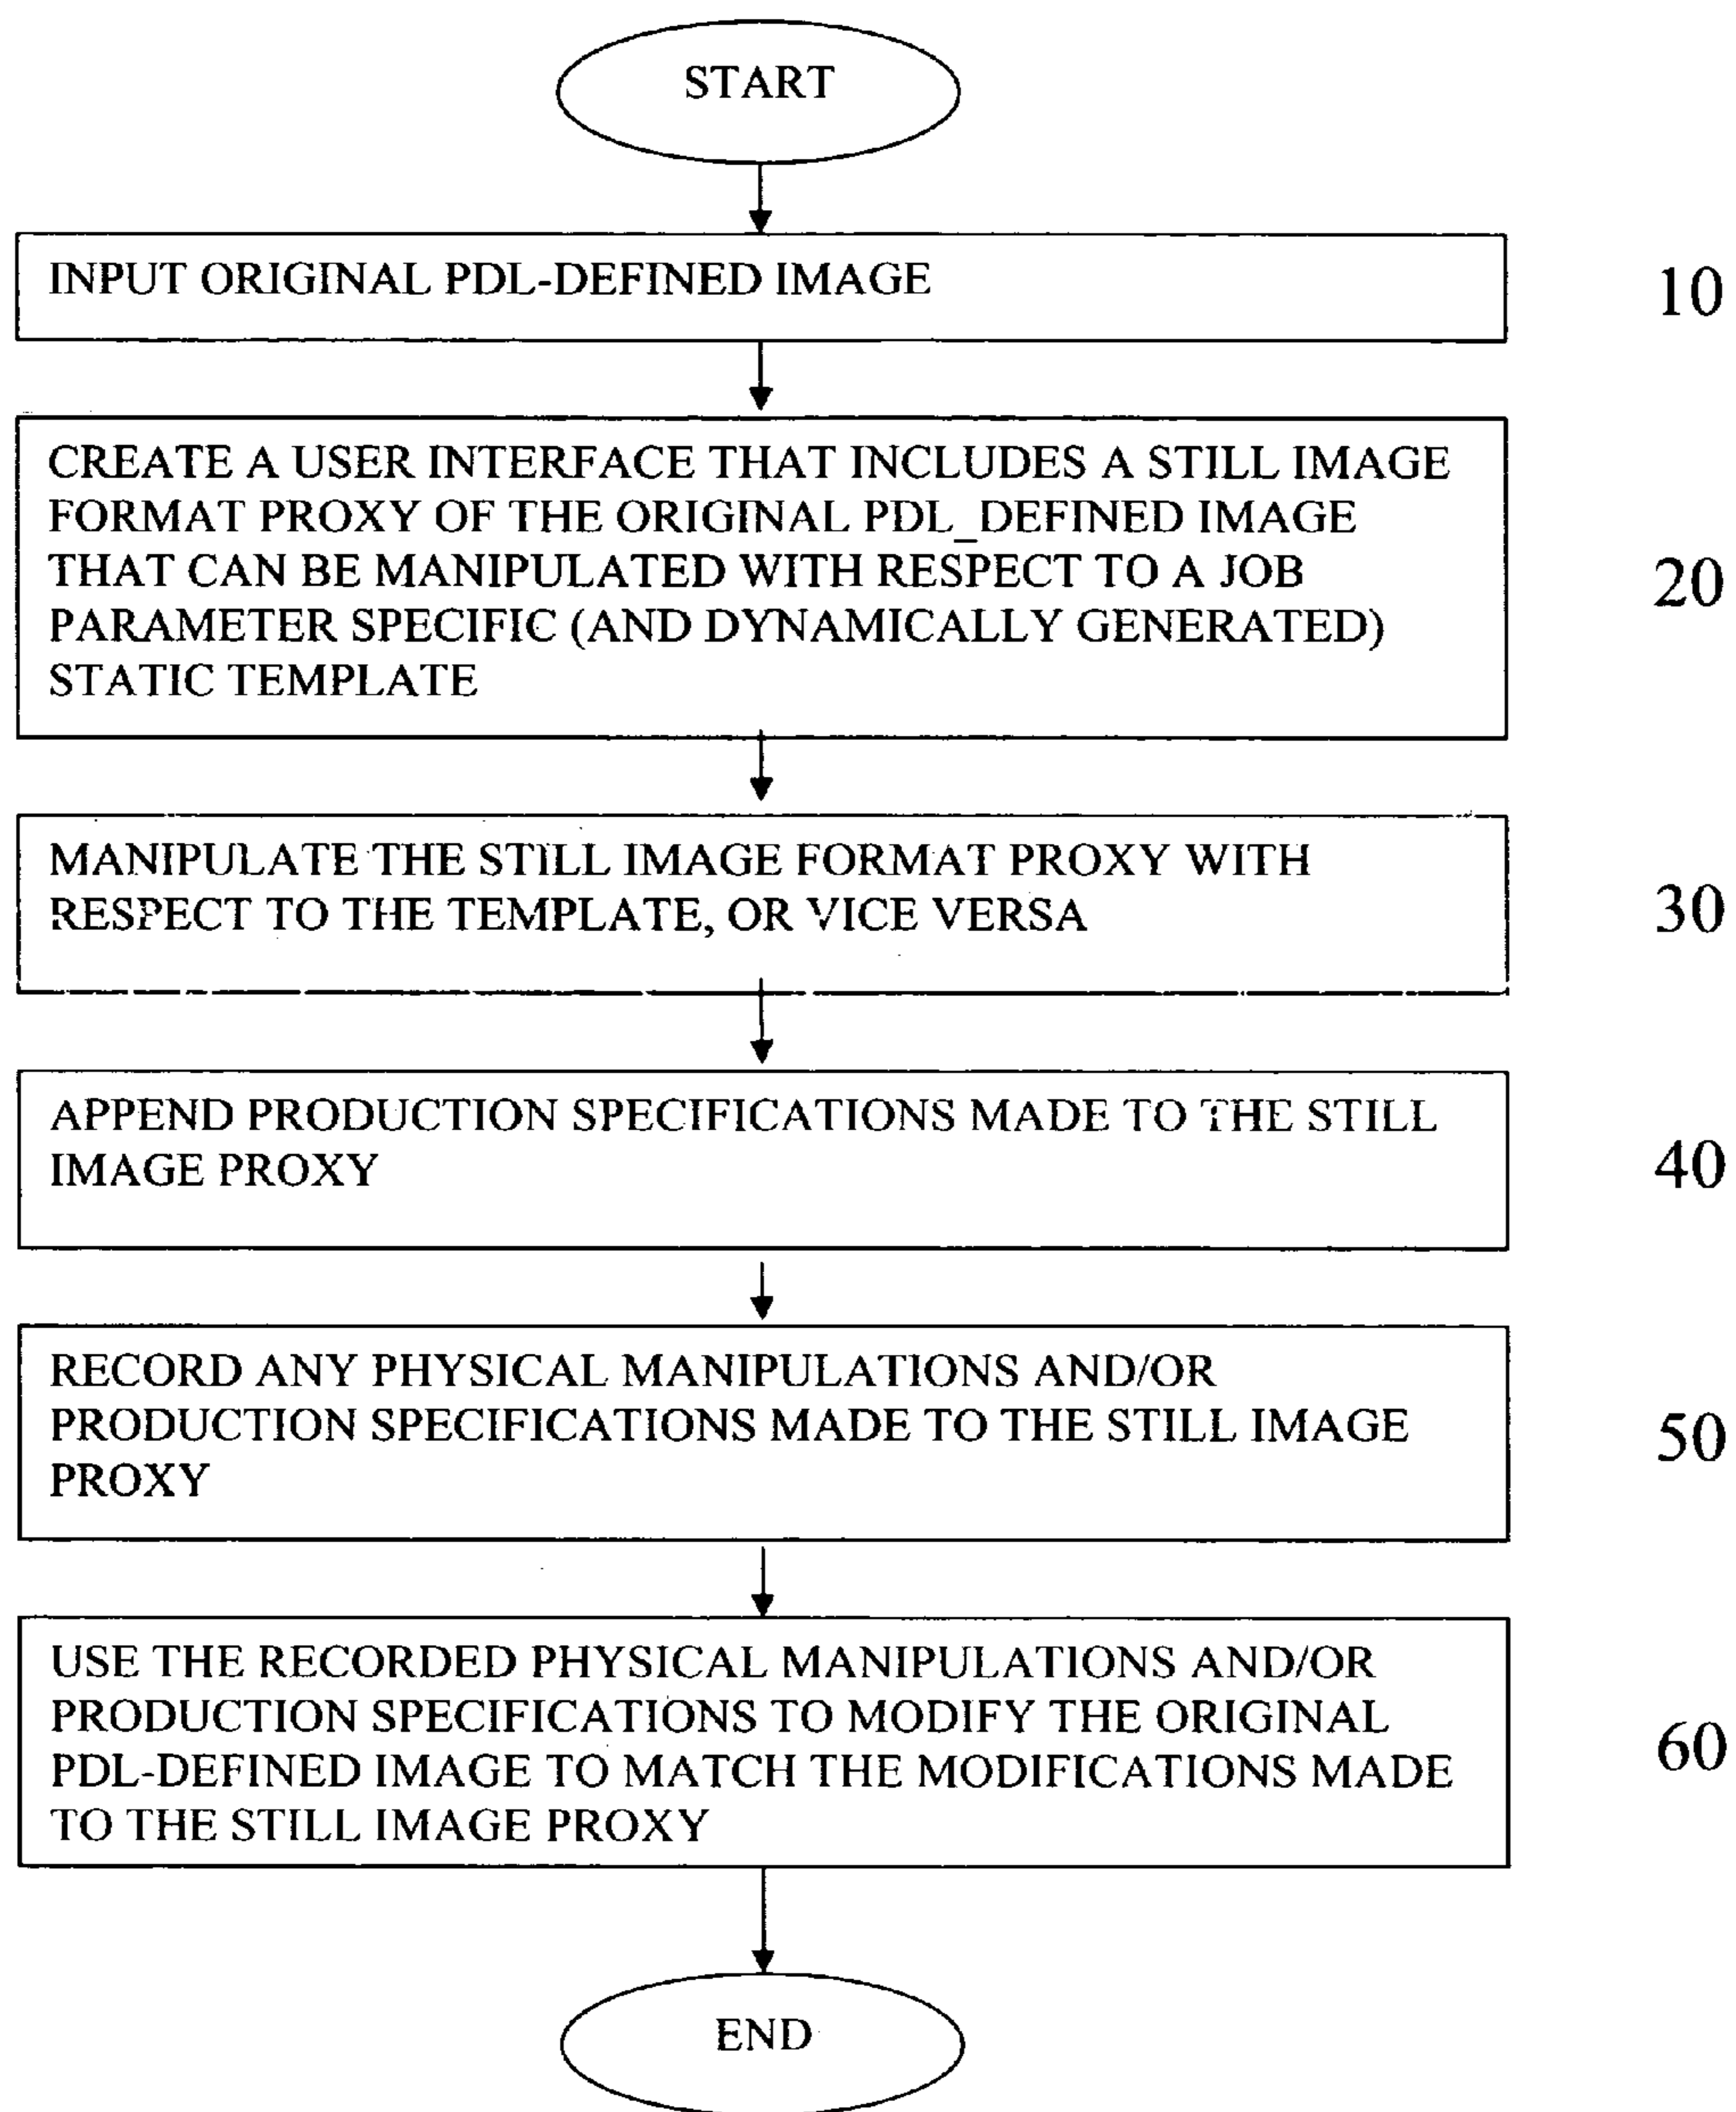 START
INPUT ORIGINAL PDL-DEFINED IMAGE
10
CREATE A USER INTERFACE THAT INCLUDES A STILL IMAGE
FORMAT PROXY OF THE ORIGINAL PDL_DEFINED IMAGE
THAT CAN BE MANIPULATED WITH RESPECT TO A JOB
PARAMETER SPECIFIC (AND DYNAMICALLY GENERATED)
STATIC TEMPLATE
20
MANIPULATE THE STILL IMAGE FORMAT PROXY WITH
RESPECT TO THE TEMPLATE, OR VICE VERSA
30
APPEND PRODUCTION SPECIFICATIONS MADE TO THE STILL
IMAGE PROXY
40
RECORD ANY PHYSICAL MANIPULATIONS AND/OR
PRODUCTION SPECIFICATIONS MADE TO THE STILL IMAGE
PROXY
50
USE THE RECORDED PHYSICAL MANIPULATIONS AND/OR
PRODUCTION SPECIFICATIONS TO MODIFY THE ORIGINAL
PDL-DEFINED IMAGE TO MATCH THE MODIFICATIONS MADE
TO THE STILL IMAGE PROXY
60
END